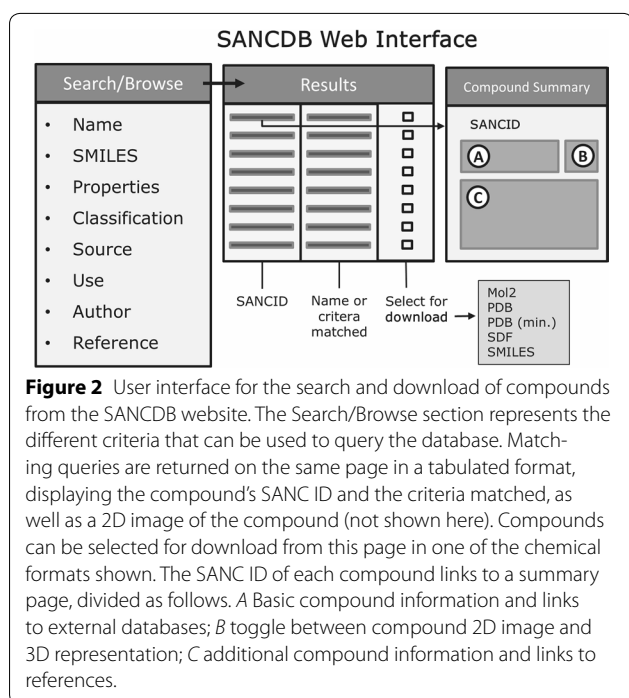 SANCDB Web Interface
Search/Browse
• Name
• SMILES
• Properties
• Classification
• Source
• Use
• Author
• Reference
Results
SANCID
Name or
critera
matched
Select for
download
Mol2
PDB
PDB (min.)
SDF
SMILES
Compound Summary
SANCID
A
B
C
Figure 2 User interface for the search and download of compounds
from the SANCDB website. The Search/Browse section represents the
different criteria that can be used to query the database. Match-
ing queries are returned on the same page in a tabulated format,
displaying the compound's SANC ID and the criteria matched, as
well as a 2D image of the compound (not shown here). Compounds
can be selected for download from this page in one of the chemical
formats shown. The SANC ID of each compound links to a summary
page, divided as follows. A Basic compound information and links
to external databases; B toggle between compound 2D image and
3D representation; C additional compound information and links to
references.